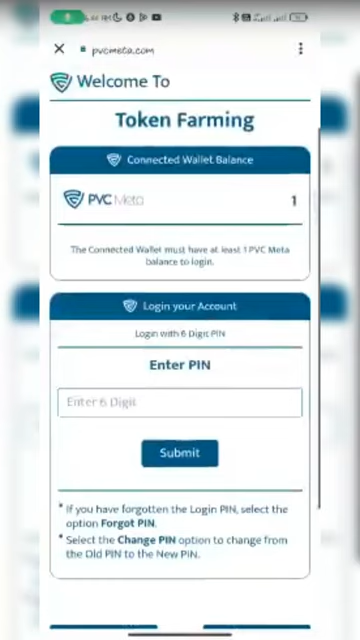 pvcmeta.com
Welcome To
Token Farming
Connected Wallet Balance
PVC Meta 1
The Connected Wallet must have at least 1 PVC Meta
balance to login.
Login your Account
Login with 6 Digit PIN
Enter PIN
Enter 6 Digit
Submit
* If you have forgotten the Login PIN, select the
option Forgot PIN.
* Select the Change PIN option to change from
the Old PIN to the New PIN.